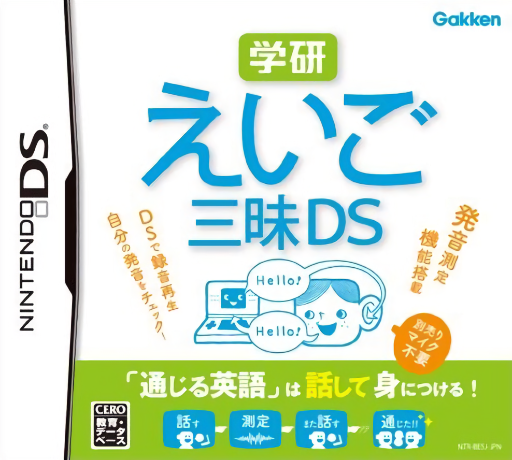 Gakken
NINTENDO DS®
学研
えいご
三昧DS
DSで録音再生
自分の発音をチェック!
発音測定
機能搭載
Hello!
Hello!
別売り
マイク
不要
「通じる英語」は話して身につける!
話す
測定
また話す
通じた!!
CERO
教育・データベース